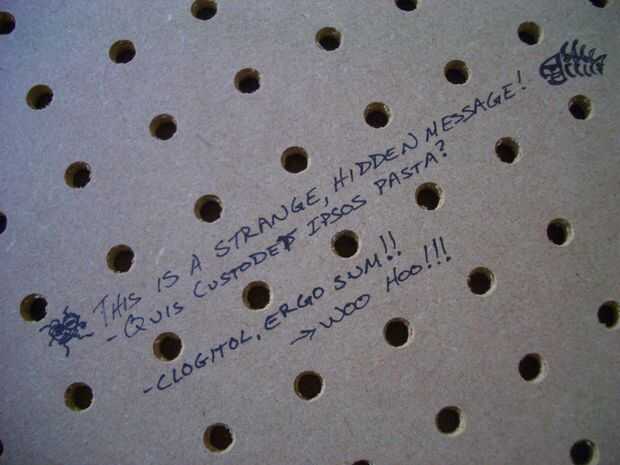 THIS IS A STRANGE, HIDDEN MESSAGE!
- QUIS CUSTODET IPSOS PASTA?
- CLOGITOL, ERGO SUM!!
→ WOO HOO!!!